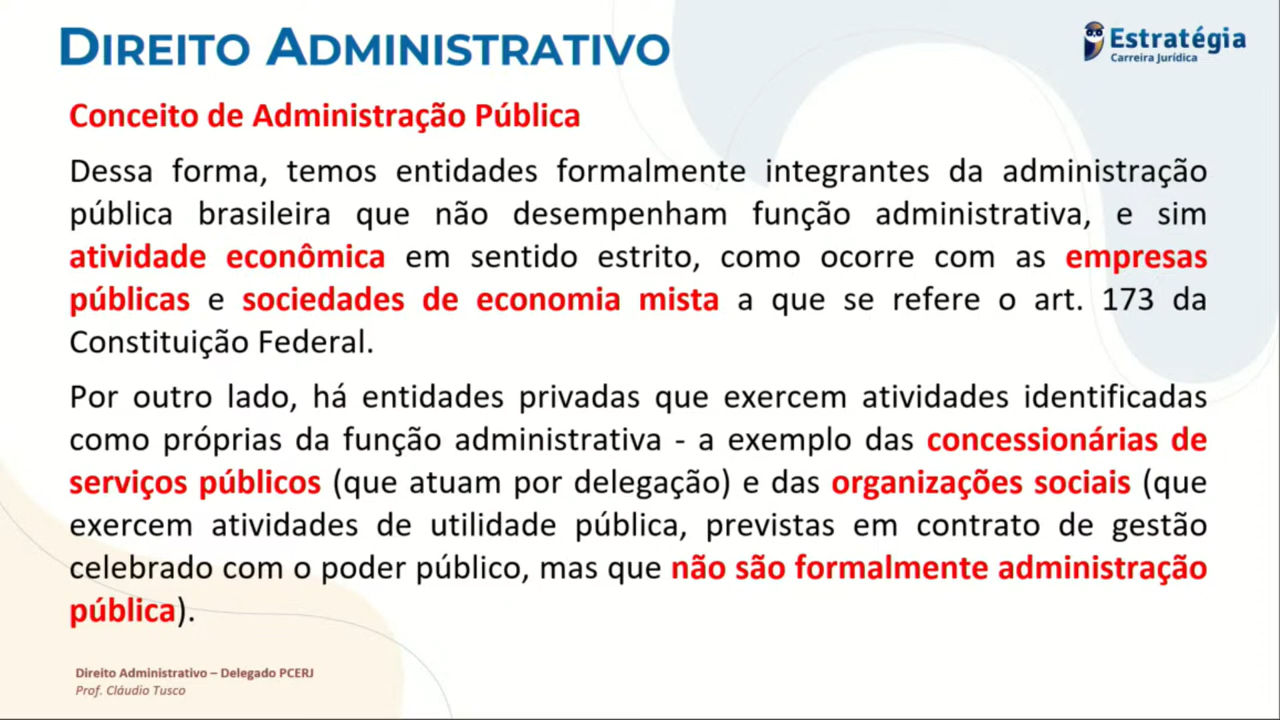 DIREITO ADMINISTRATIVO
Estratégia
Carreira Jurídica
Conceito de Administração Pública
Dessa forma, temos entidades formalmente integrantes da administração
pública brasileira que não desempenham função administrativa, e sim
atividade econômica em sentido estrito, como ocorre com as empresas
públicas e sociedades de economia mista a que se refere o art. 173 da
Constituição Federal.
Por outro lado, há entidades privadas que exercem atividades identificadas
como próprias da função administrativa - a exemplo das concessionárias de
serviços públicos (que atuam por delegação) e das organizações sociais (que
exercem atividades de utilidade pública, previstas em contrato de gestão
celebrado com o poder público, mas que não são formalmente administração
pública).
Direito Administrativo – Delegado PCERJ
Prof. Cláudio Tusco